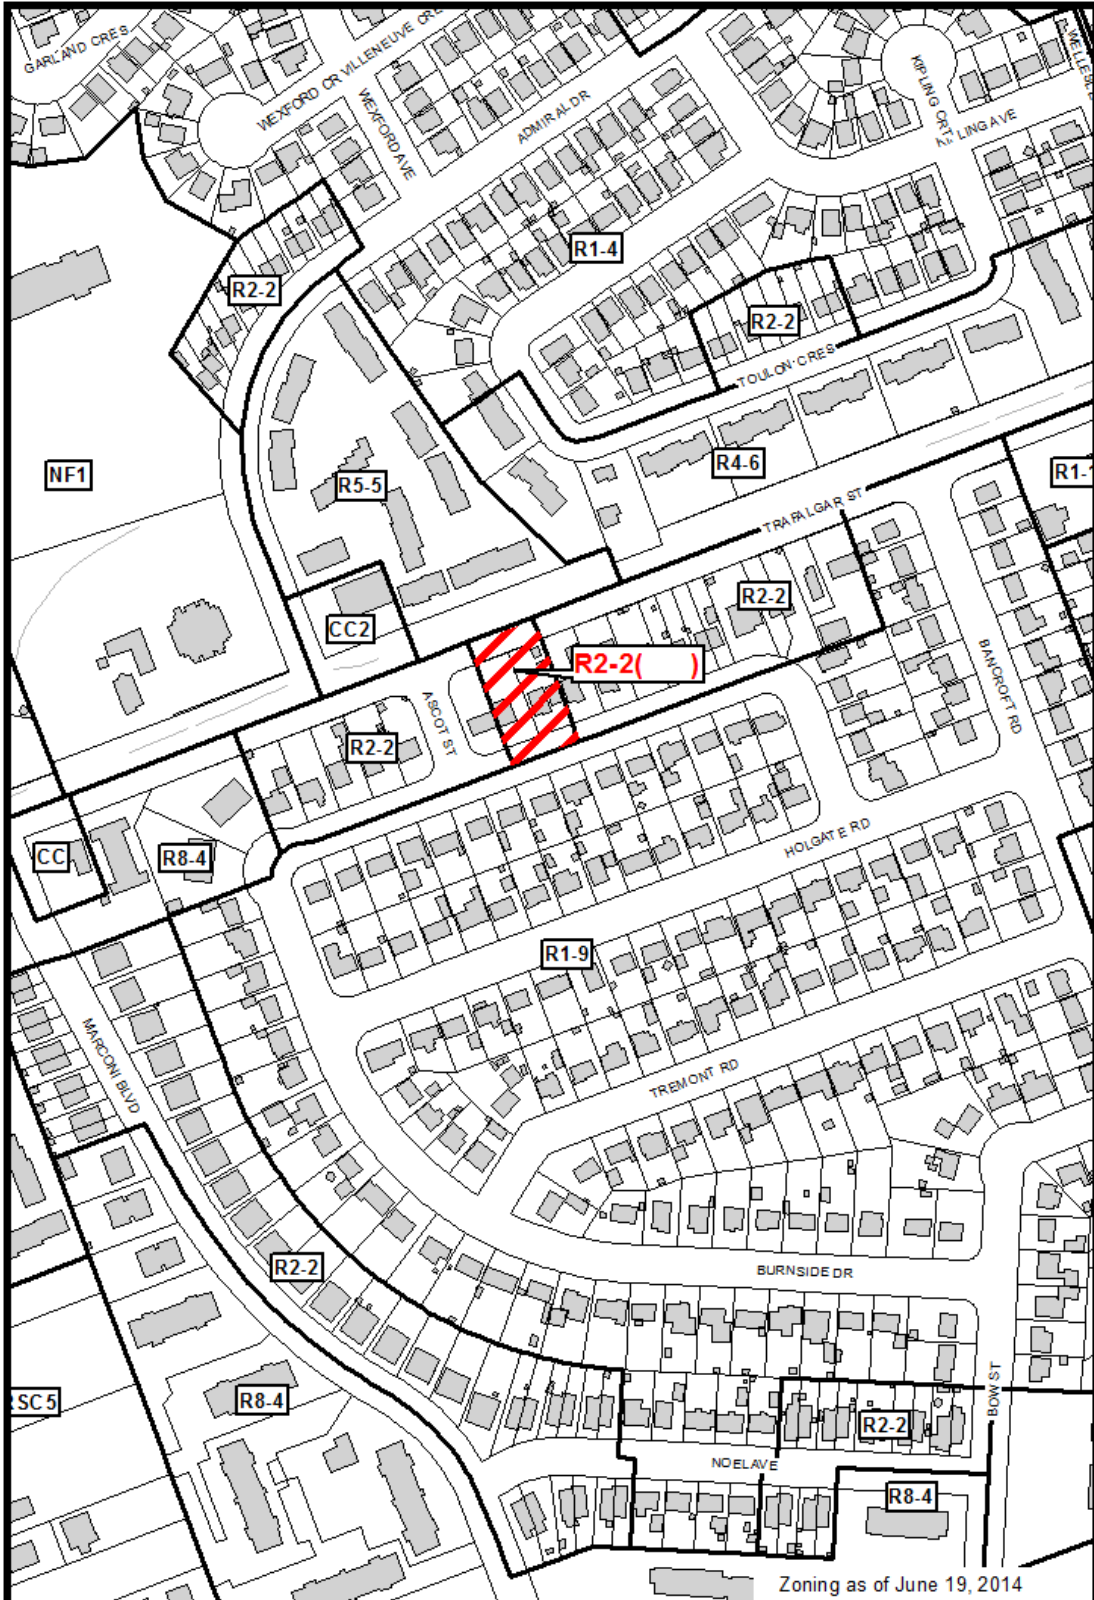 GARLAND CRES
WEXFORD CR
VILLENEUVE CRE
WEXFORD AVE
ADMIRAL DR
KIPLING CRT
KIPLING AVE
R1-4
R2-2
R2-2
TOULON CRES
NF1
R5-5
R4-6
R1-1
TRAFALGAR ST
R2-2
CC2
R2-2( )
BANCROFT RD
ASCOT ST
R2-2
CC
R8-4
HOLGATE RD
R1-9
MARCONI BLVD
TREMONT RD
R2-2
BURNSIDE DR
RSC5
R8-4
BOW ST
R2-2
NOEL AVE
R8-4
Zoning as of June 19, 2014